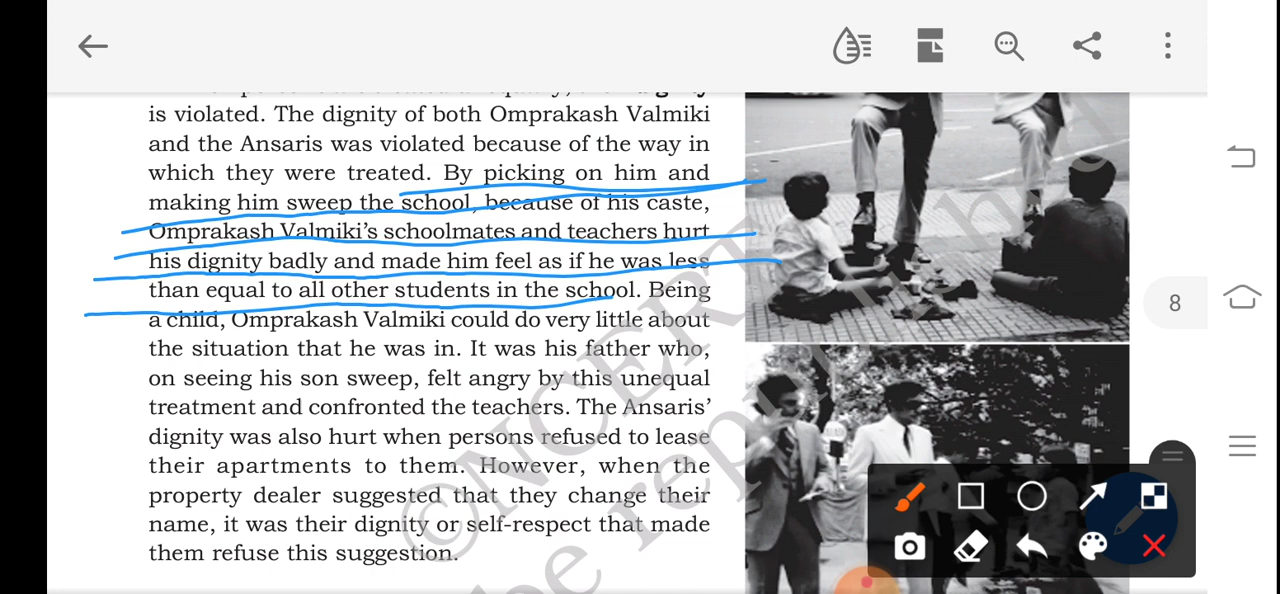 is violated. The dignity of both Omprakash Valmiki
and the Ansaris was violated because of the way in
which they were treated. By picking on him and
making him sweep the school, because of his caste,
Omprakash Valmiki's schoolmates and teachers hurt
his dignity badly and made him feel as if he was less
than equal to all other students in the school. Being
a child, Omprakash Valmiki could do very little about
the situation that he was in. It was his father who,
on seeing his son sweep, felt angry by this unequal
treatment and confronted the teachers. The Ansaris'
dignity was also hurt when persons refused to lease
their apartments to them. However, when the
property dealer suggested that they change their
name, it was their dignity or self-respect that made
them refuse this suggestion.
8
©NCERT
be republished